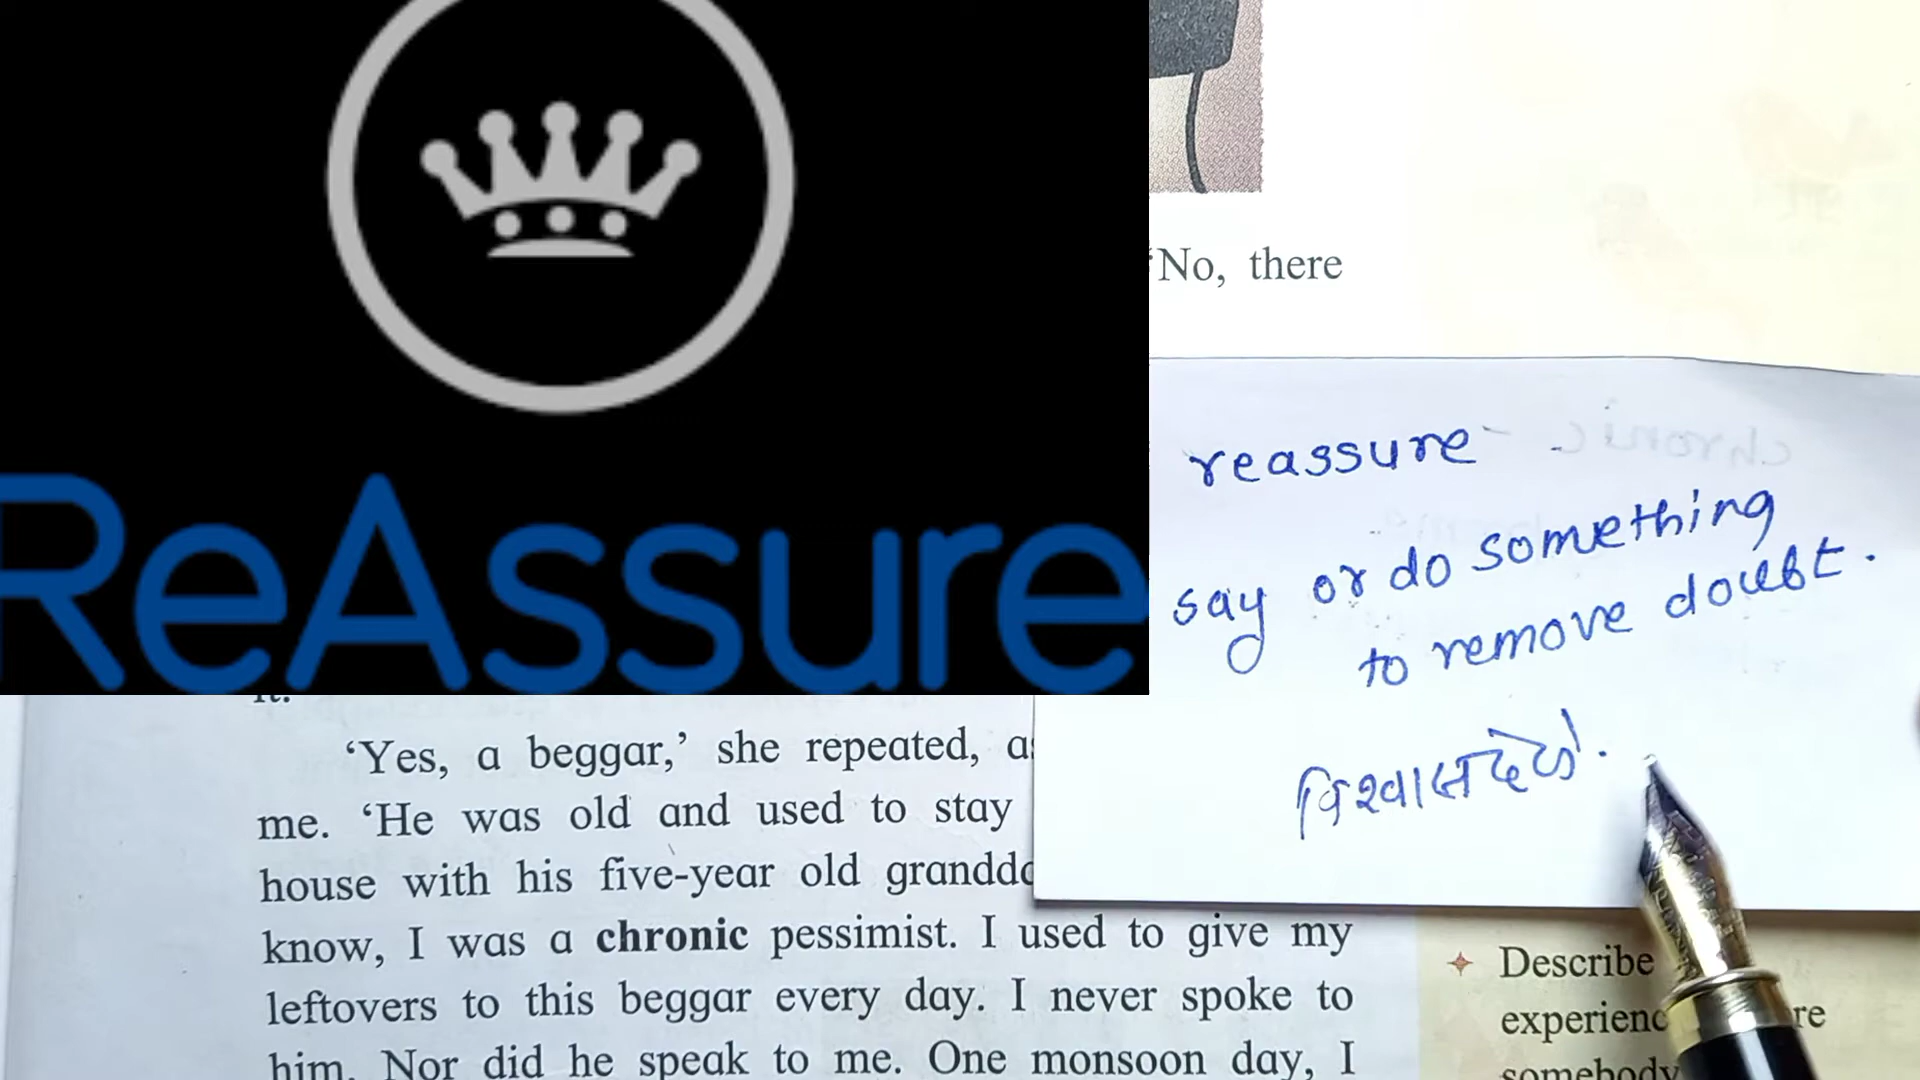 ReAssure
'No, there
reassure -
say or do something
to remove doubt.
it.
'Yes, a beggar,' she repeated,
me. 'He was old and used to stay
house with his five-year old
know, I was a chronic pessimist. I used to give my
leftovers to this beggar every day. I never spoke to
him. Nor did he speak to me. One monsoon day, I
Describe
somebody